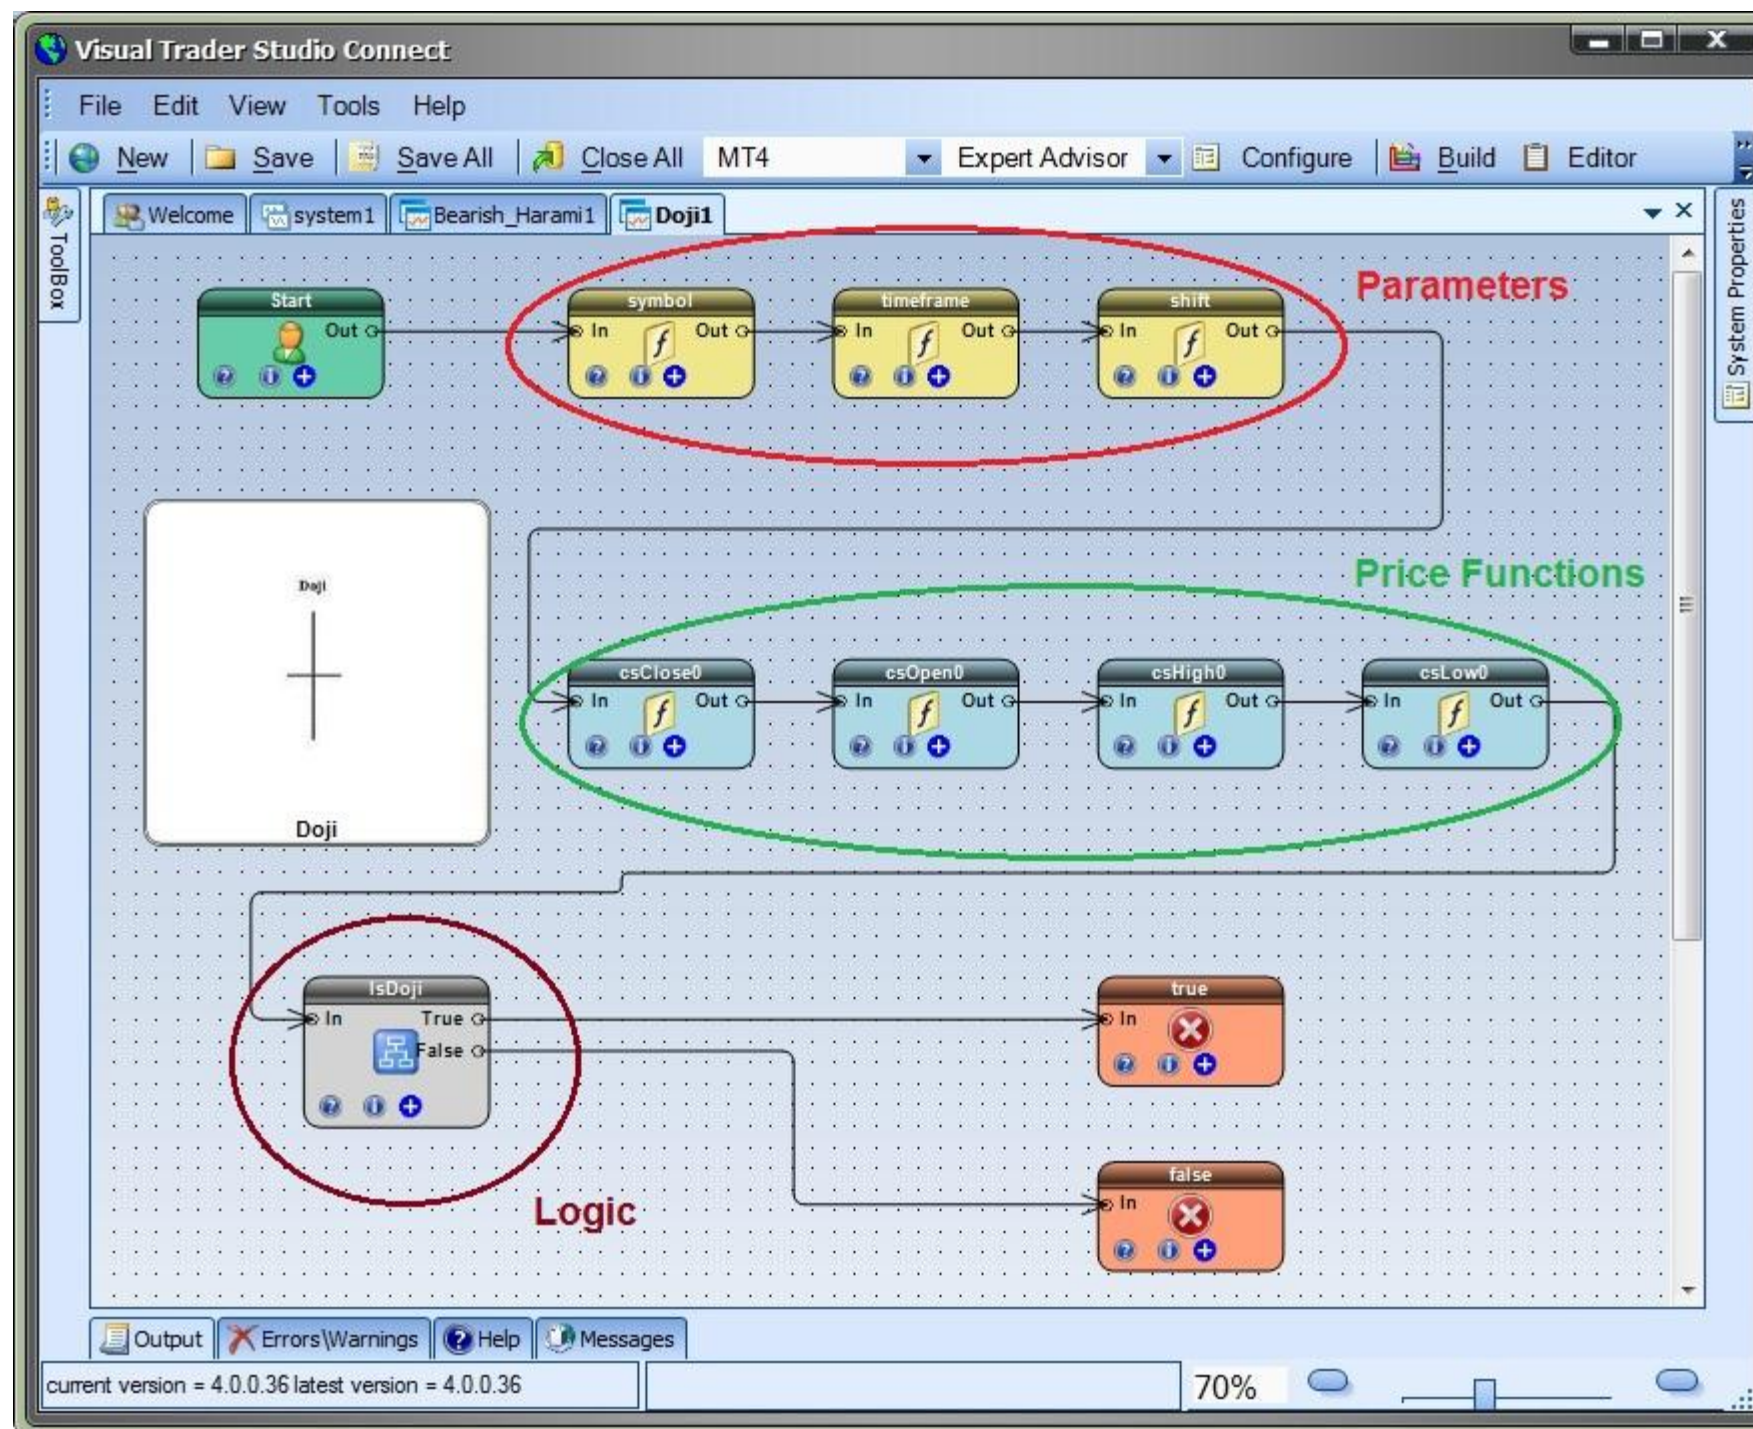 Visual Trader Studio Connect
File Edit View Tools Help
New Save Save All Close All MT4 Expert Advisor Configure Build Editor
ToolBox
Welcome system1 Bearish_Harami1 Doji1
System Properties
Parameters
Start symbol timeframe shift
Out In Out In Out In Out
Price Functions
Doji
csClose0 csOpen0 csHigh0 csLow0
In Out In Out In Out In Out
Doji
IsDoji true
In True In
False
false
In
Logic
Output Errors\Warnings Help Messages
current version = 4.0.0.36 latest version = 4.0.0.36 70%